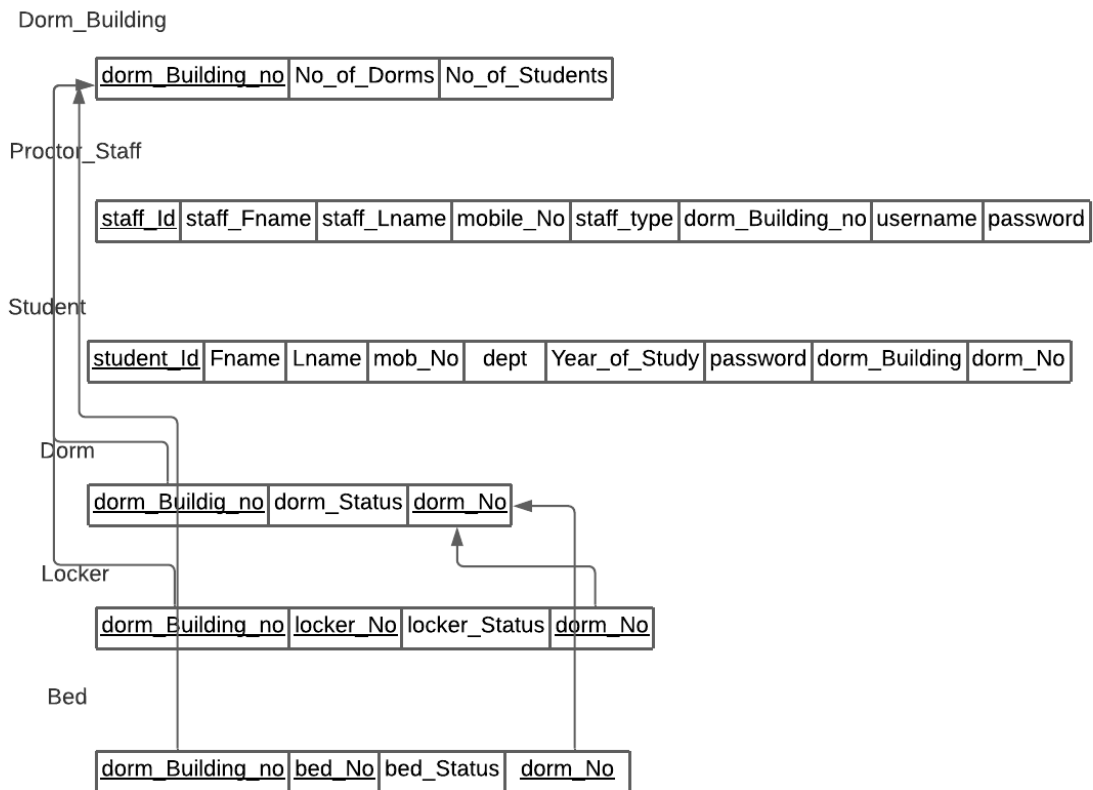 Dorm_Building
dorm_Building_no No_of_Dorms No_of_Students
Proctor_Staff
staff_Id staff_Fname staff_Lname mobile_No staff_type dorm_Building_no username password
Student
student_Id Fname Lname mob_No dept Year_of_Study password dorm_Building dorm_No
Dorm
dorm_Buildig_no dorm_Status dorm_No
Locker
dorm_Building_no locker_No locker_Status dorm_No
Bed
dorm_Building_no bed_No bed_Status dorm_No